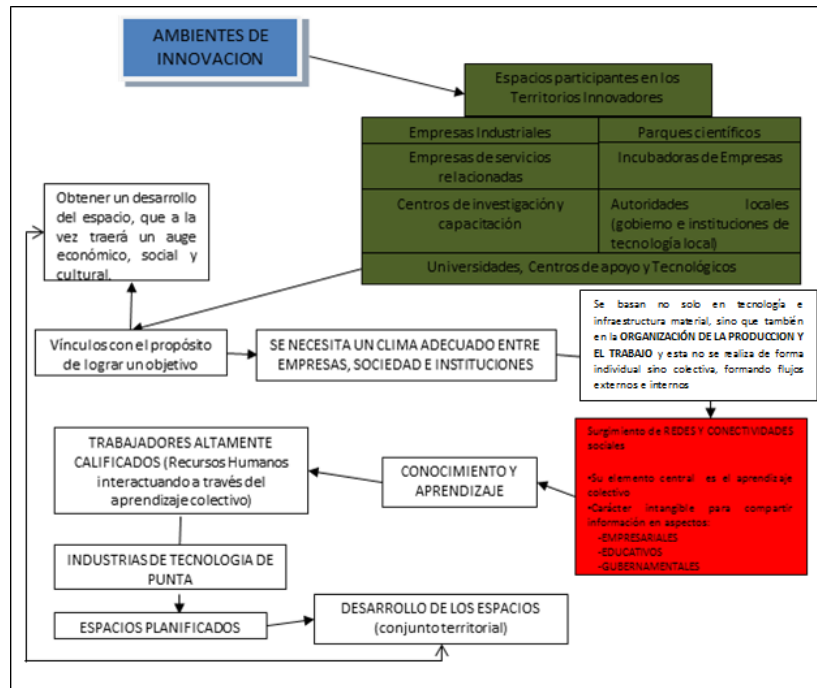 AMBIENTES DE
INNOVACION
Espacios participantes en los
Territorios Innovadores
Empresas Industriales
Parques científicos
Empresas de servicios
relacionadas
Incubadoras de Empresas
Centros de investigación y
capacitación
Autoridades locales
(gobierno e instituciones de
tecnología local)
Universidades, Centros de apoyo y Tecnológicos
Obtener un desarrollo
del espacio, que a la
vez traerá un auge
económico, social y
cultural.
Vínculos con el propósito
de lograr un objetivo
SE NECESITA UN CLIMA ADECUADO ENTRE
EMPRESAS, SOCIEDAD E INSTITUCIONES
Se basan no solo en tecnología e
infraestructura material, sino que también
en la ORGANIZACIÓN DE LA PRODUCCION Y
EL TRABAJO y esta no se realiza de forma
individual sino colectiva, formando flujos
externos e internos
Surgimiento de REDES Y CONECTIVIDADES
sociales
•Su elemento central es el aprendizaje
colectivo
•Carácter intangible para compartir
información en aspectos:
-EMPRESARIALES
-EDUCATIVOS
-GUBERNAMENTALES
CONOCIMIENTO Y
APRENDIZAJE
TRABAJADORES ALTAMENTE
CALIFICADOS (Recursos Humanos
interactuando a través del
aprendizaje colectivo)
INDUSTRIAS DE TECNOLOGIA DE
PUNTA
ESPACIOS PLANIFICADOS
DESARROLLO DE LOS ESPACIOS
(conjunto territorial)